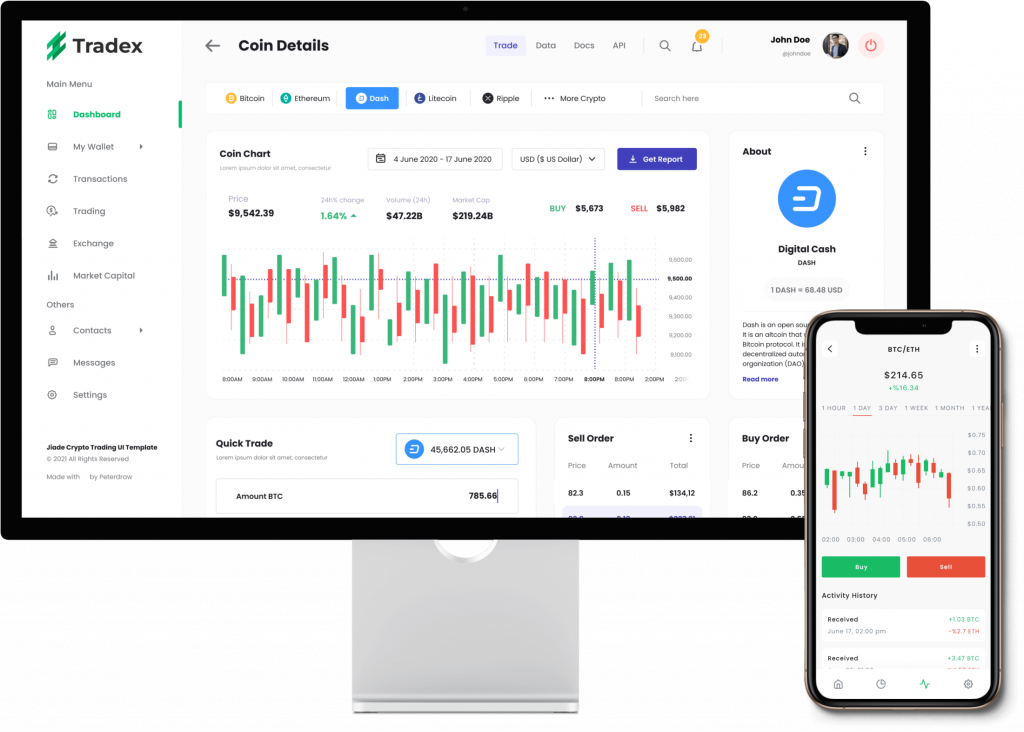 Tradex
Coin Details
Trade
Data
Docs
API
23
John Doe
@johndoe
Main Menu
Dashboard
My Wallet
Transactions
Trading
Exchange
Market Capital
Others
Contacts
Messages
Settings
Jiade Crypto Trading UI Template
© 2021 All Rights Reserved
Made with by Peterdraw
Bitcoin
Ethereum
Dash
Litecoin
Ripple
More Crypto
Search here
Coin Chart
Lorem ipsum dolor sit amet, consectetur
4 June 2020 - 17 June 2020
USD ($ US Dollar)
Get Report
Price
$9,542.39
24h% change
1.64%
Volume (24h)
$47.22B
Market Cap
$219.24B
BUY $5,673
SELL $5,982
9,600.00
9,500.00
9,400.00
9,300.00
9,200.00
9,100.00
8:00AM 9:00AM 10:00AM 11:00AM 12:00AM 1:00PM 2:00PM 3:00PM 4:00PM 5:00PM 6:00PM 7:00PM 8:00PM 8:00PM 2:00PM 2:00
About
Digital Cash
DASH
1 DASH = 68.48 USD
Dash is an open sou
It is an altcoin that
Bitcoin protocal. It i
decentralized auto
organization (DAO)
Read more
Quick Trade
Lorem ipsum dolor sit amet, consectetur
45,662.05 DASH
Amount BTC
785.66
Sell Order
Price Amount Total
82.3 0.15 $134,12
Buy Order
Price Amou
86.2 0.35
BTC/ETH
$214.65
+%16.34
1 HOUR 1 DAY 3 DAY 1 WEEK 1 MONTH 1 YEA
$0.75
$0.70
$0.65
$0.60
$0.55
$0.50
02:00 03:00 04:00 05:00 06:00
Buy
Sell
Activity History
Received +1.03 BTC
June 17, 02:00 pm -%2.7 ETH
Received +3.47 BTC